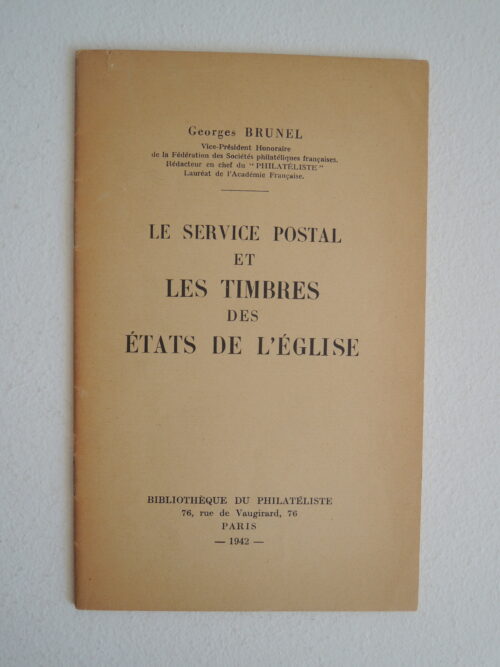 Georges BRUNEL
Vice-Président Honoraire
de la Fédération des Sociétés philatéliques françaises.
Rédacteur en chef du "PHILATÉLISTE"
Lauréat de l'Académie Française.
LE SERVICE POSTAL
ET
LES TIMBRES
DES
ÉTATS DE L'ÉGLISE
BIBLIOTHÈQUE DU PHILATÉLISTE
76, rue de Vaugirard, 76
PARIS
— 1942 —